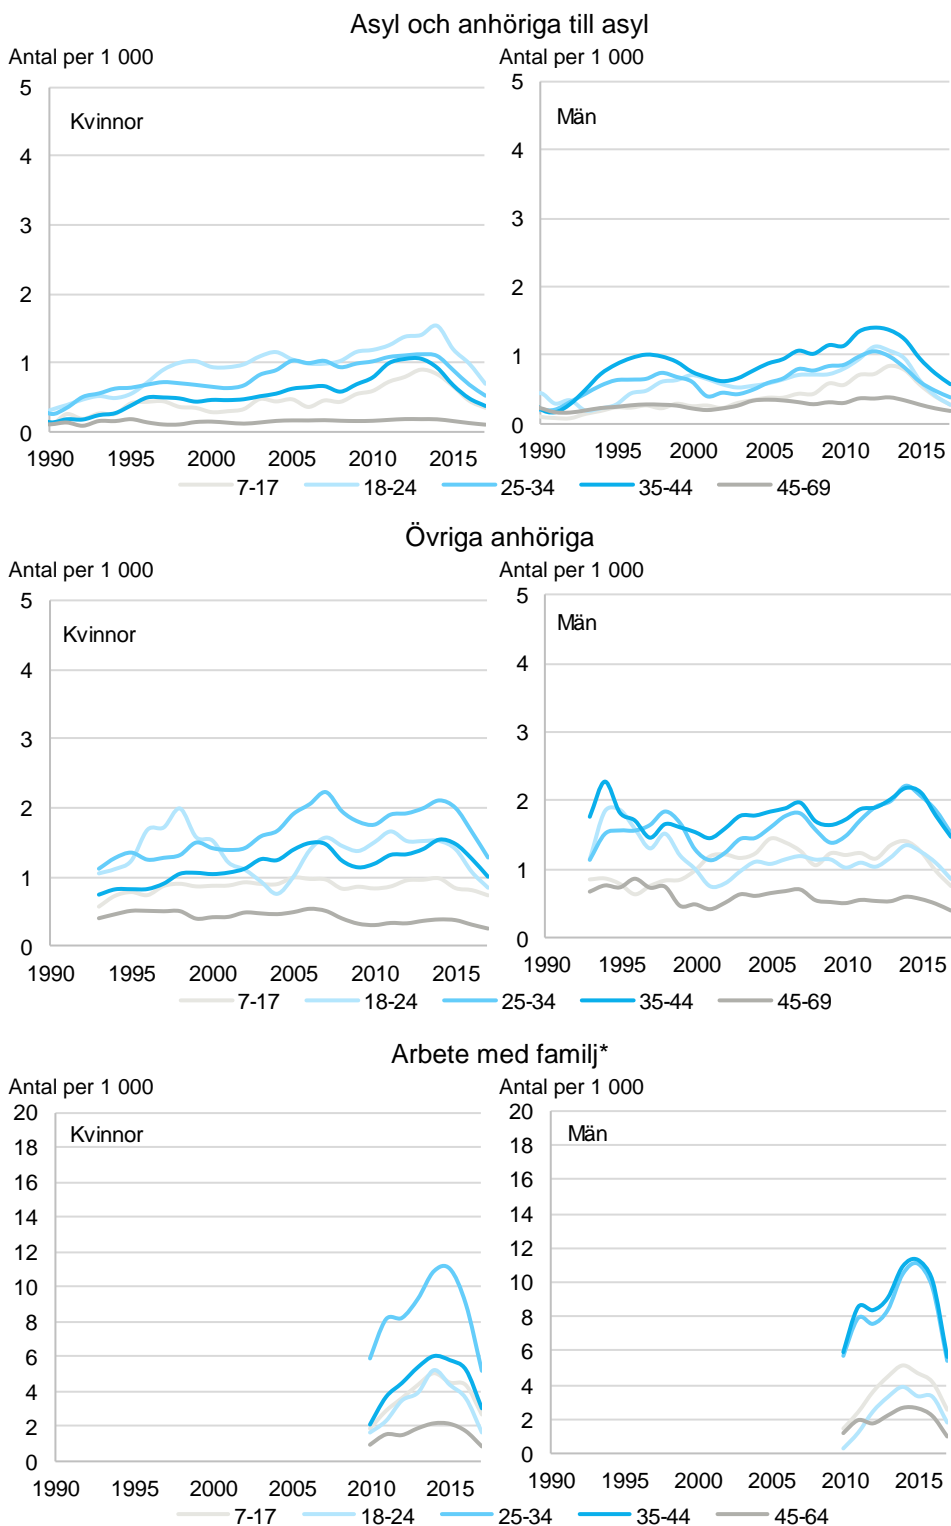 Asyl och anhöriga till asyl
Antal per 1 000
Antal per 1 000
Kvinnor
Män
5
4
3
2
1
0
5
4
3
2
1
0
1990 1995 2000 2005 2010 2015
1990 1995 2000 2005 2010 2015
7-17 18-24 25-34 35-44 45-69
Övriga anhöriga
Antal per 1 000
Antal per 1 000
Kvinnor
Män
5
4
3
2
1
0
5
4
3
2
1
0
1990 1995 2000 2005 2010 2015
1990 1995 2000 2005 2010 2015
7-17 18-24 25-34 35-44 45-69
Arbete med familj*
Antal per 1 000
Antal per 1 000
Kvinnor
Män
20
18
16
14
12
10
8
6
4
2
0
20
18
16
14
12
10
8
6
4
2
0
1990 1995 2000 2005 2010 2015
1990 1995 2000 2005 2010 2015
7-17 18-24 25-34 35-44 45-64